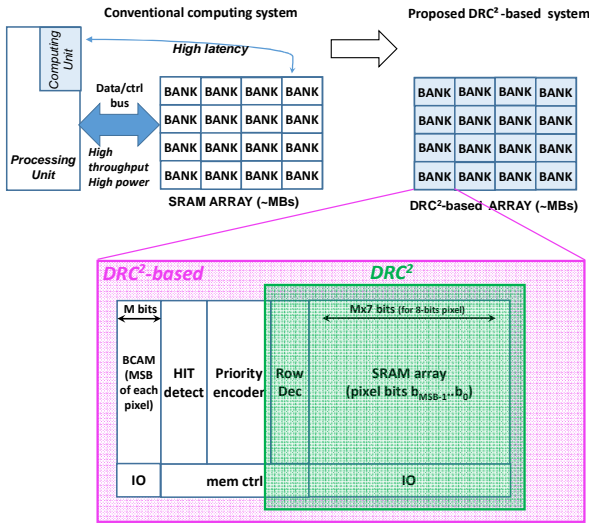 Conventional computing system
Proposed DRC² -based system
Computing
Unit
High latency
Data/ctrl
bus
Processing
Unit
High
throughput
High power
BANK BANK BANK BANK
BANK BANK BANK BANK
BANK BANK BANK BANK
BANK BANK BANK BANK
SRAM ARRAY (~MBs)
BANK BANK BANK BANK
BANK BANK BANK BANK
BANK BANK BANK BANK
BANK BANK BANK BANK
DRC²-based ARRAY (~MBs)
DRC²-based
DRC²
M bits
Mx7 bits (for 8-bits pixel)
BCAM
(MSB
of each
pixel)
HIT
detect
Priority
encoder
Row
Dec
SRAM array
(pixel bits b_MSB-1..b_0)
IO
mem ctrl
IO